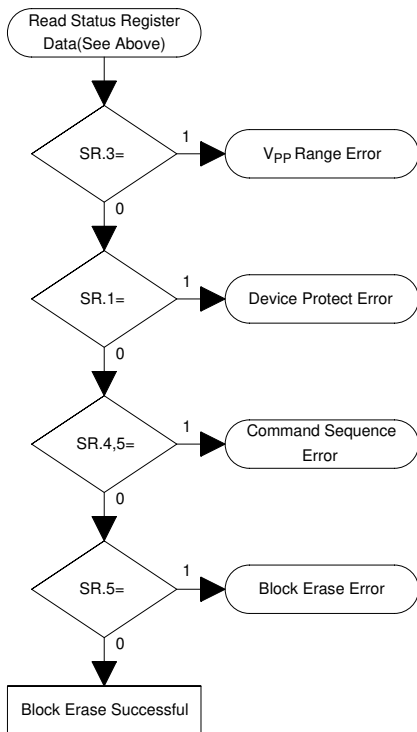 Read Status Register
Data(See Above)
SR.3=
1
VPP Range Error
0
SR.1=
1
Device Protect Error
0
SR.4,5=
1
Command Sequence
Error
0
SR.5=
1
Block Erase Error
0
Block Erase Successful